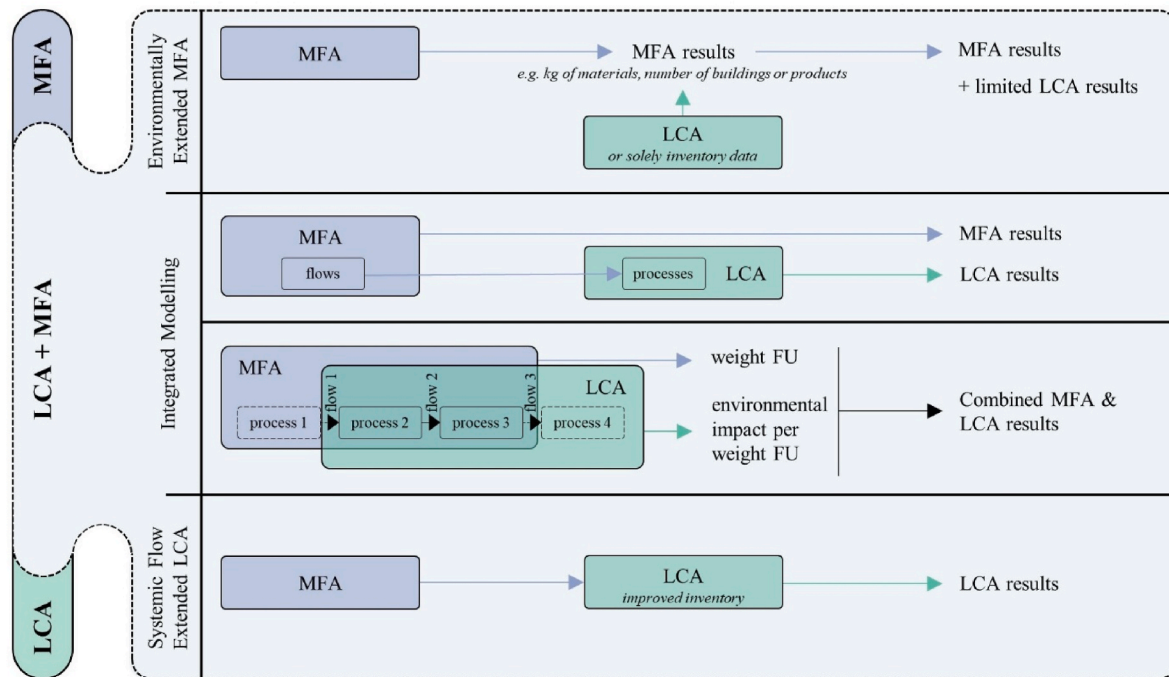 MFA
LCA + MFA
LCA
Environmentally
Extended MFA
MFA
MFA results
e.g. kg of materials, number of buildings or products
LCA
or solely inventory data
MFA results
+ limited LCA results
Integrated Modelling
MFA
flows
processes
LCA
MFA results
LCA results
MFA
LCA
flow 1
flow 2
flow 3
process 1
process 2
process 3
process 4
weight FU
environmental
impact per
weight FU
Combined MFA &
LCA results
Systemic Flow
Extended LCA
MFA
LCA
improved inventory
LCA results